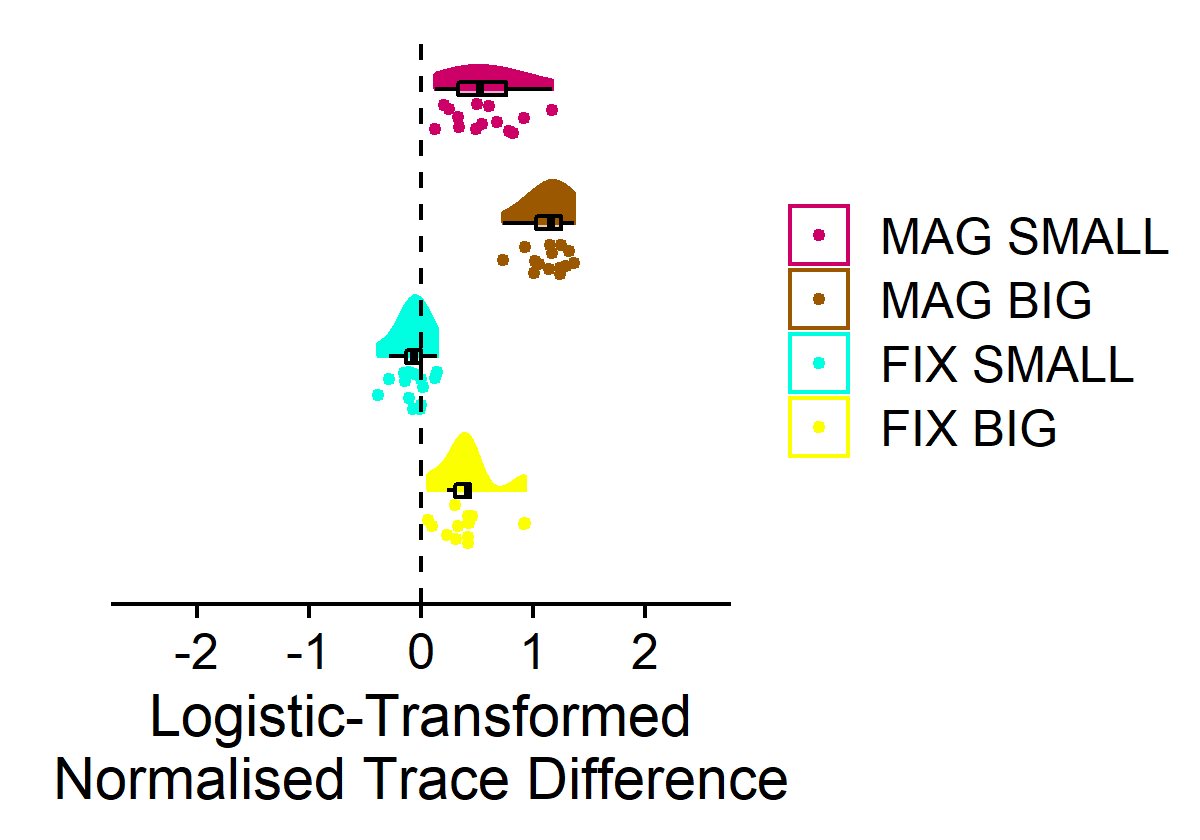 MAG SMALL
MAG BIG
FIX SMALL
FIX BIG
-2 -1 0 1 2
Logistic-Transformed
Normalised Trace Difference